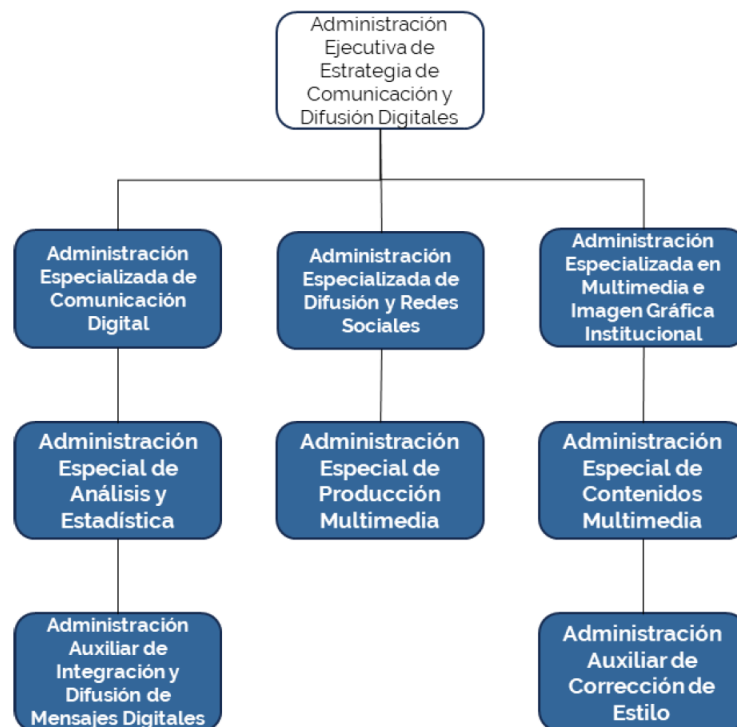 Administración
Ejecutiva de
Estrategia de
Comunicación y
Difusión Digitales
Administración
Especializada de
Comunicación
Digital
Administración
Especializada de
Difusión y Redes
Sociales
Administración
Especializada en
Multimedia e
Imagen Gráfica
Institucional
Administración
Especial de
Análisis y
Estadística
Administración
Especial de
Producción
Multimedia
Administración
Especial de
Contenidos
Multimedia
Administración
Auxiliar de
Integración y
Difusión de
Mensajes Digitales
Administración
Auxiliar de
Corrección de
Estilo